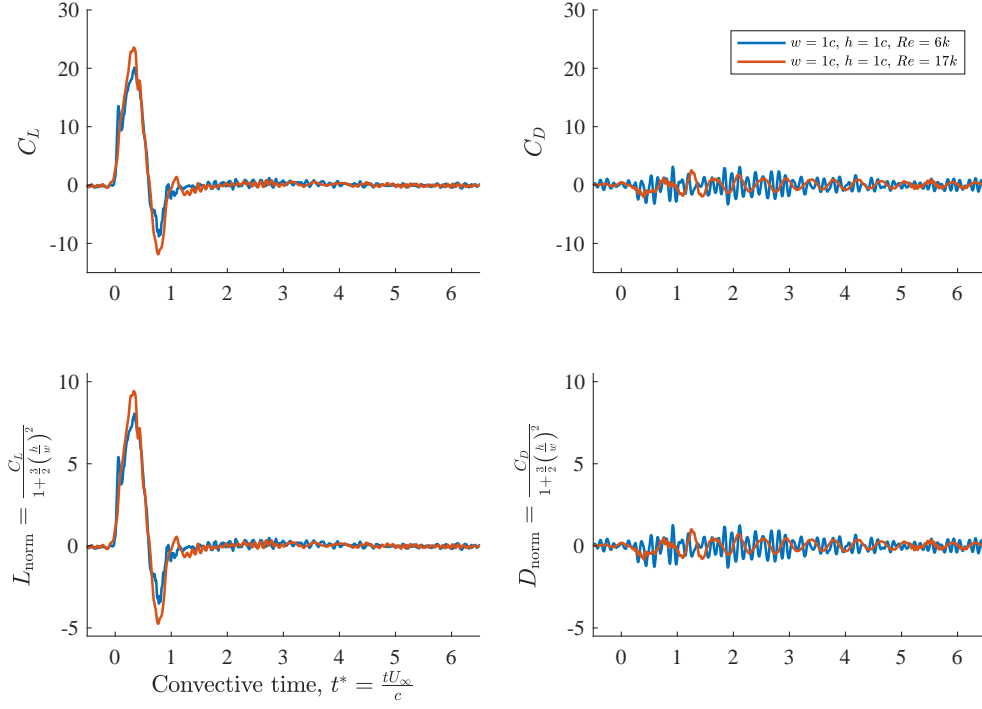 30
20
10
0
-10
C_L
0 1 2 3 4 5 6
30
20
10
0
-10
C_D
w = 1c, h = 1c, Re = 6k
w = 1c, h = 1c, Re = 17k
0 1 2 3 4 5 6
10
5
0
-5
L_norm = C_L / (1 + 3/2 (h/w)^2)
0 1 2 3 4 5 6
Convective time, t* = tU_∞ / c
10
5
0
-5
D_norm = C_D / (1 + 3/2 (h/w)^2)
0 1 2 3 4 5 6